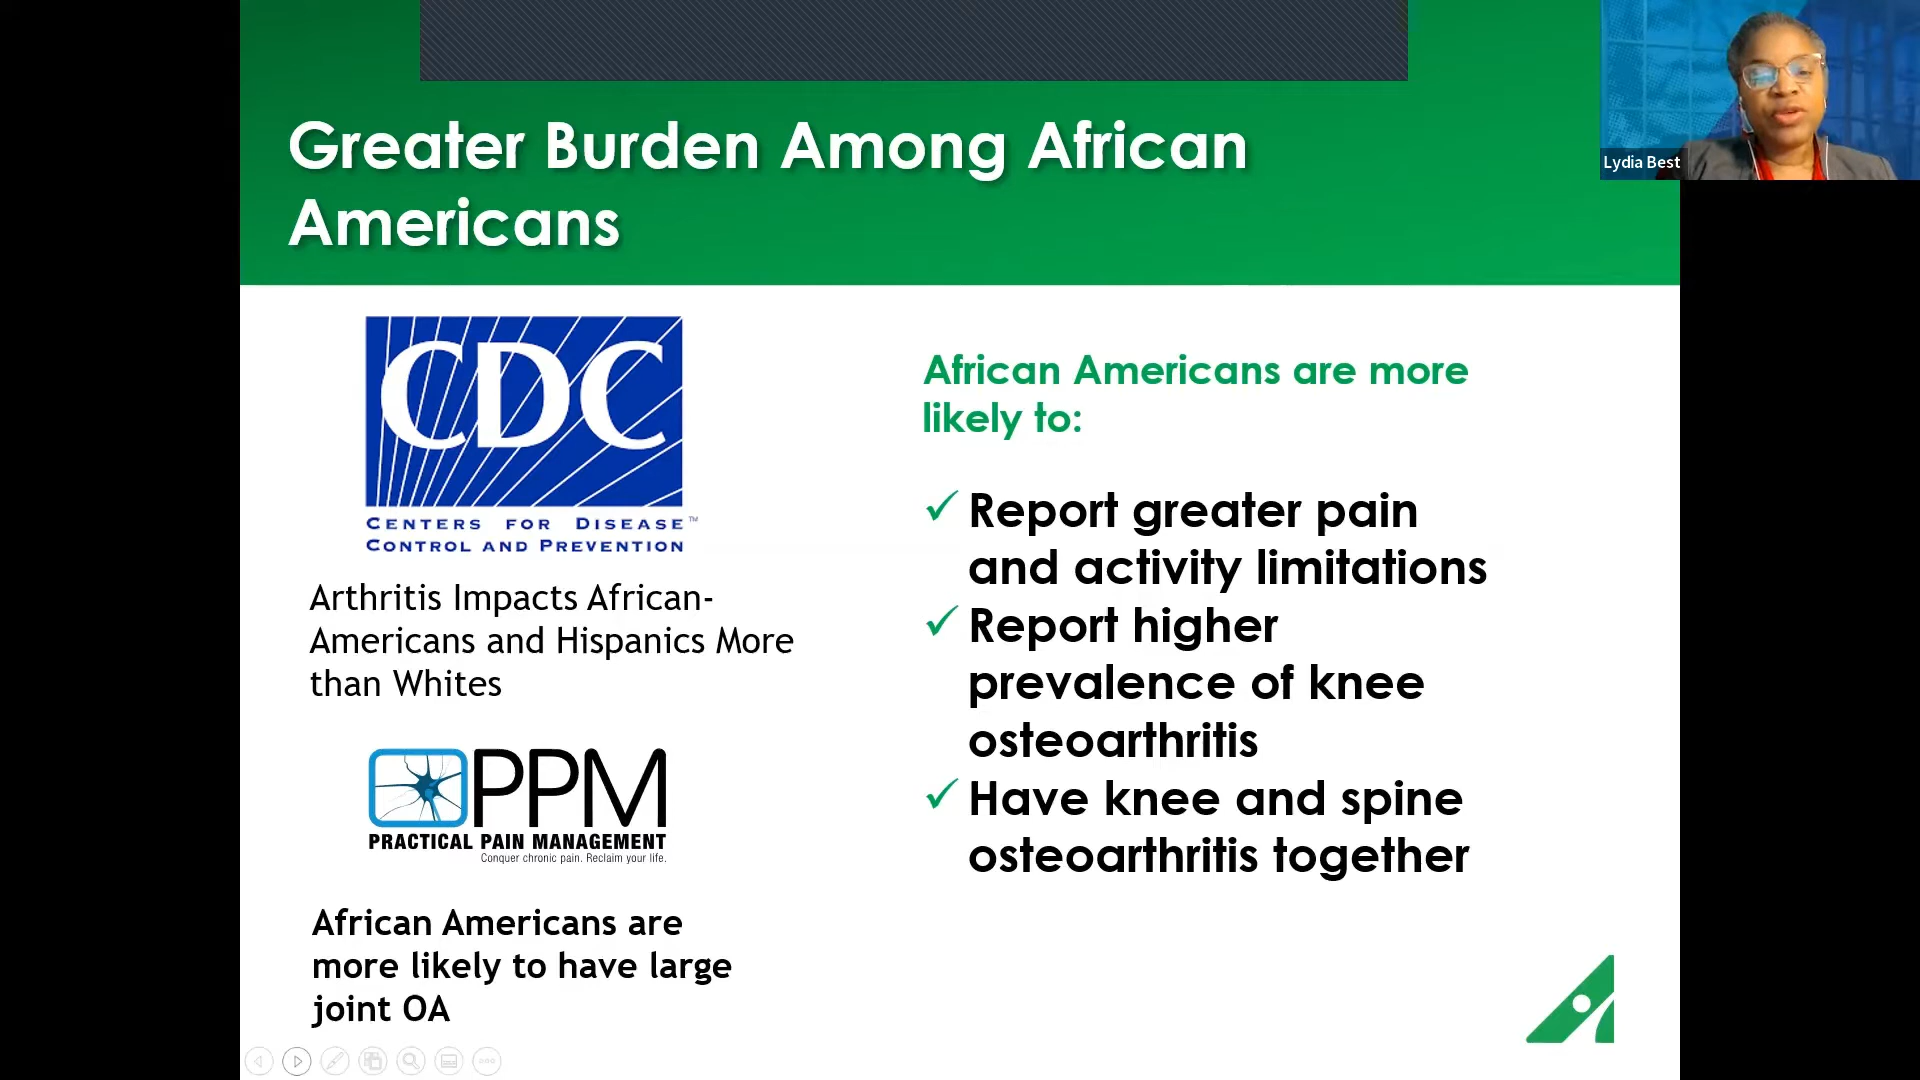 Greater Burden Among African
Americans
Lydia Best
CDC
CENTERS FOR DISEASE™
CONTROL AND PREVENTION
Arthritis Impacts African-
Americans and Hispanics More
than Whites
PPM
PRACTICAL PAIN MANAGEMENT
Conquer chronic pain. Reclaim your life.
African Americans are
more likely to have large
joint OA
African Americans are more
likely to:
✓ Report greater pain
and activity limitations
✓ Report higher
prevalence of knee
osteoarthritis
✓ Have knee and spine
osteoarthritis together